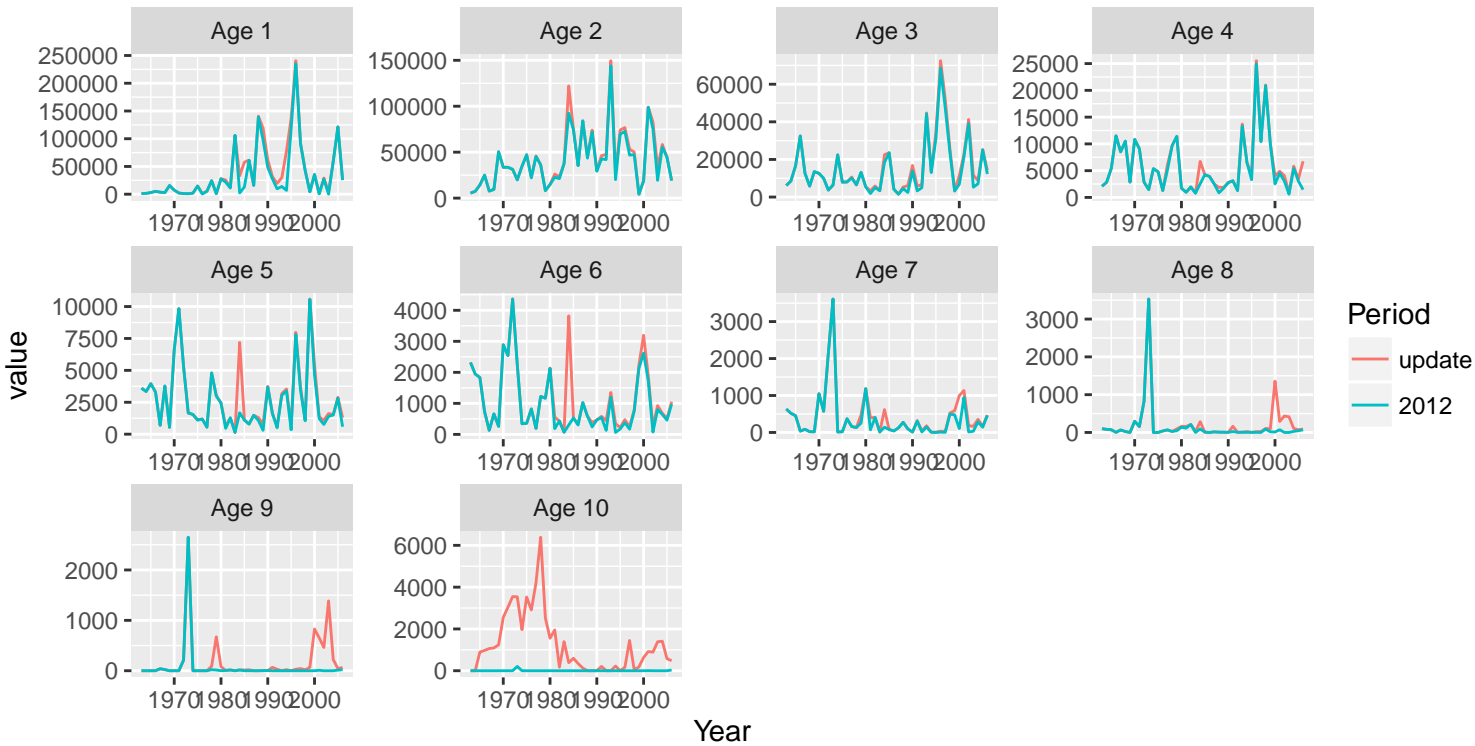 Age 1
Age 2
Age 3
Age 4
250000
200000
150000
100000
50000
0
150000
100000
50000
0
60000
40000
20000
0
25000
20000
15000
10000
5000
0
1970 1980 1990 2000
1970 1980 1990 2000
1970 1980 1990 2000
1970 1980 1990 2000
Age 5
Age 6
Age 7
Age 8
10000
7500
5000
2500
0
4000
3000
2000
1000
0
3000
2000
1000
0
3000
2000
1000
0
1970 1980 1990 2000
1970 1980 1990 2000
1970 1980 1990 2000
1970 1980 1990 2000
Age 9
Age 10
2000
1000
0
6000
4000
2000
0
1970 1980 1990 2000
1970 1980 1990 2000
value
Year
Period
update
2012